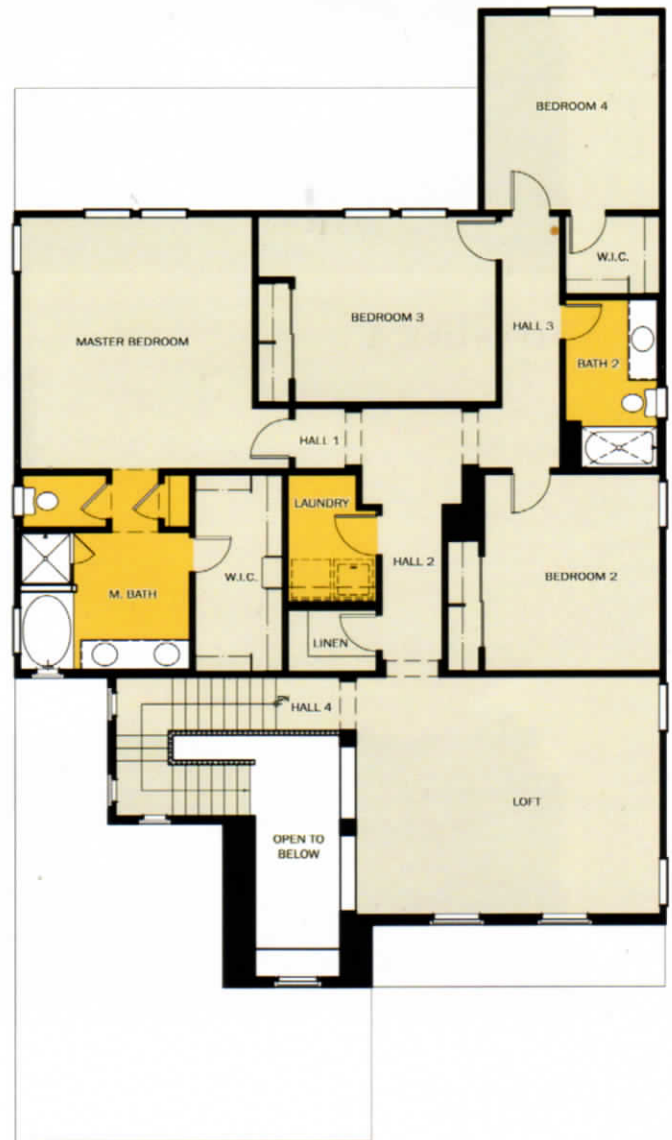 BEDROOM 4
W.I.C.
MASTER BEDROOM
BEDROOM 3
HALL 3
BATH 2
HALL 1
LAUNDRY
HALL 2
BEDROOM 2
W.I.C.
M. BATH
LINEN
HALL 4
LOFT
OPEN TO
BELOW